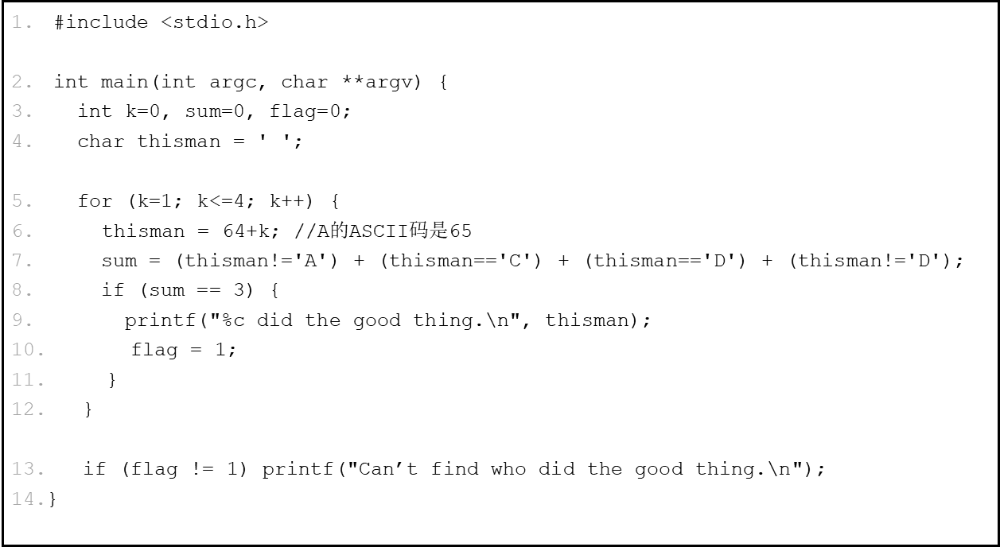 1. #include <stdio.h>
2. int main(int argc, char **argv) {
3. int k=0, sum=0, flag=0;
4. char thisman = ' ';
5. for (k=1; k<=4; k++) {
6. thisman = 64+k; //A的ASCII码是65
7. sum = (thisman!='A') + (thisman=='C') + (thisman=='D') + (thisman!='D');
8. if (sum == 3) {
9. printf("%c did the good thing.\n", thisman);
10. flag = 1;
11. }
12. }
13. if (flag != 1) printf("Can’t find who did the good thing.\n");
14. }